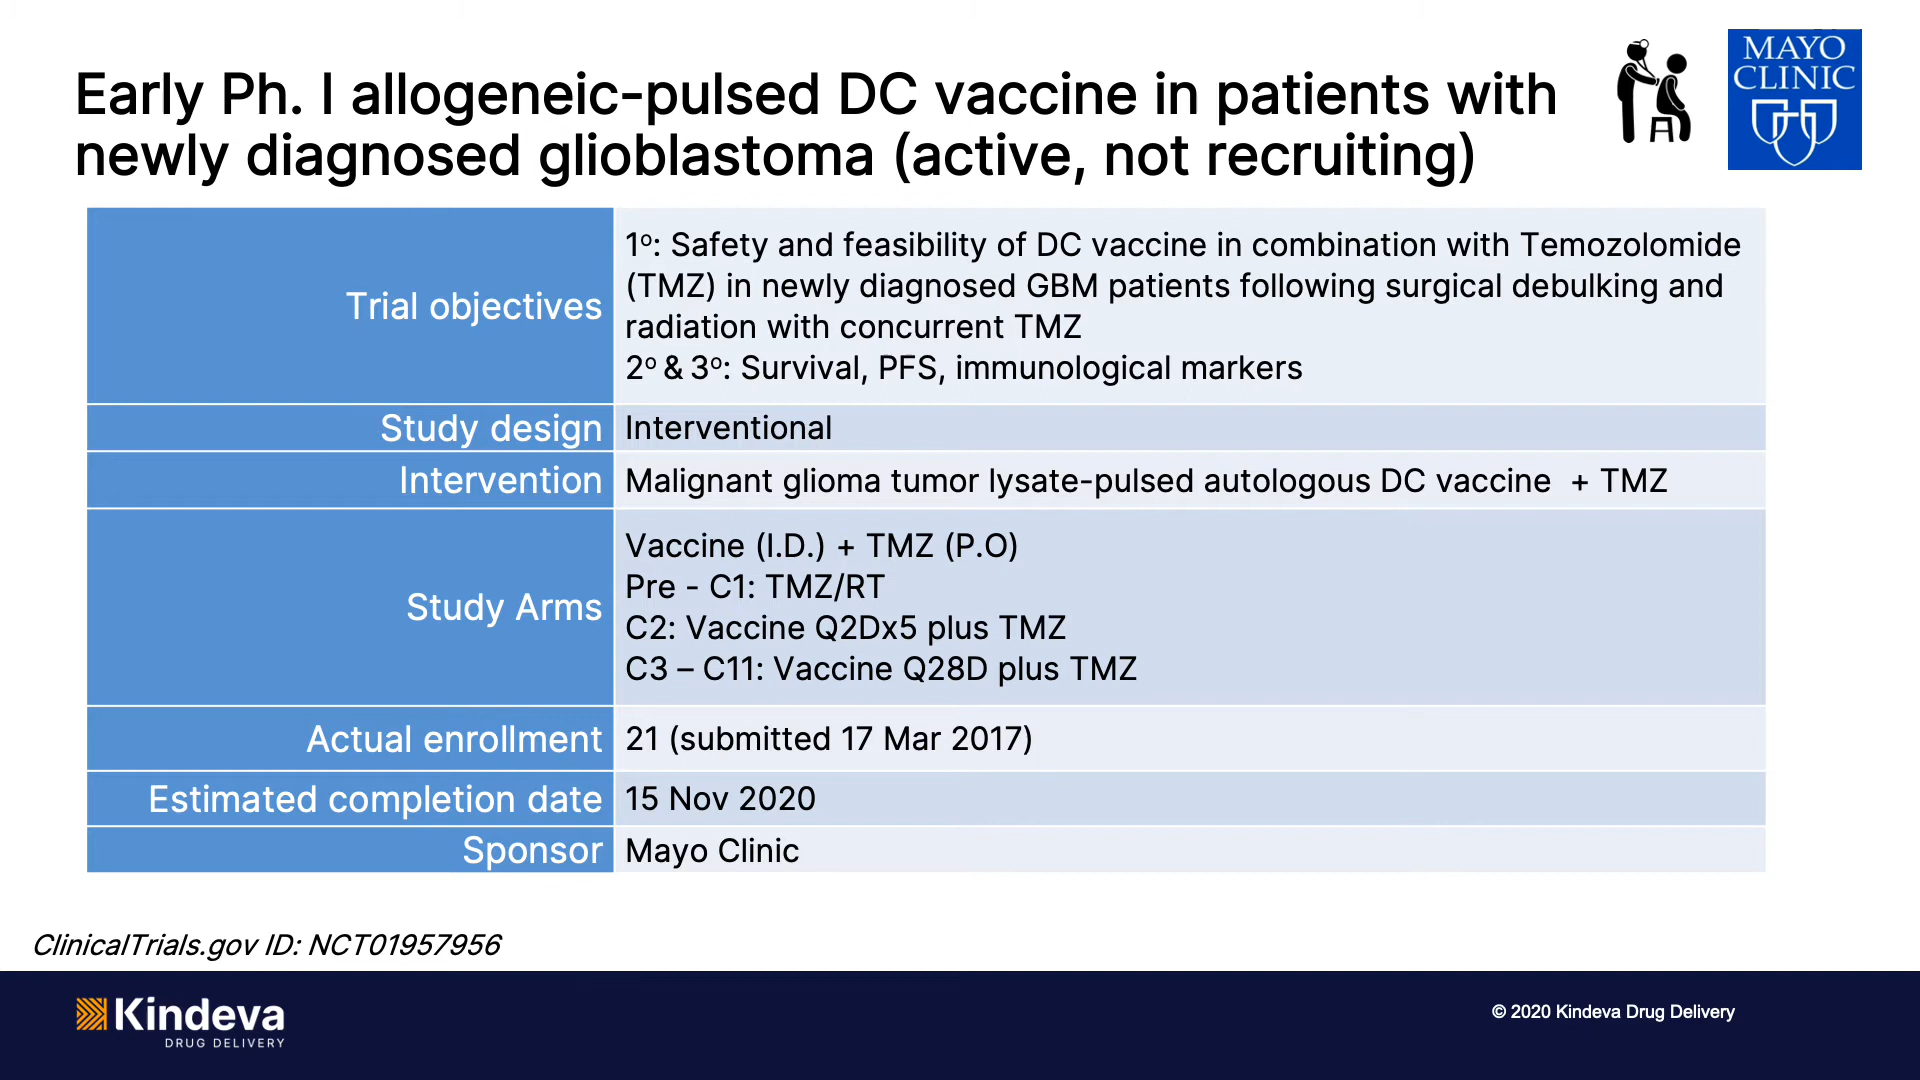 Early Ph. I allogeneic-pulsed DC vaccine in patients with
newly diagnosed glioblastoma (active, not recruiting)
MAYO
CLINIC
Trial objectives
1º: Safety and feasibility of DC vaccine in combination with Temozolomide
(TMZ) in newly diagnosed GBM patients following surgical debulking and
radiation with concurrent TMZ
2º & 3º: Survival, PFS, immunological markers
Study design
Interventional
Intervention
Malignant glioma tumor lysate-pulsed autologous DC vaccine + TMZ
Study Arms
Vaccine (I.D.) + TMZ (P.O)
Pre - C1: TMZ/RT
C2: Vaccine Q2Dx5 plus TMZ
C3 – C11: Vaccine Q28D plus TMZ
Actual enrollment
21 (submitted 17 Mar 2017)
Estimated completion date
15 Nov 2020
Sponsor
Mayo Clinic
ClinicalTrials.gov ID: NCT01957956
Kindeva
DRUG DELIVERY
© 2020 Kindeva Drug Delivery